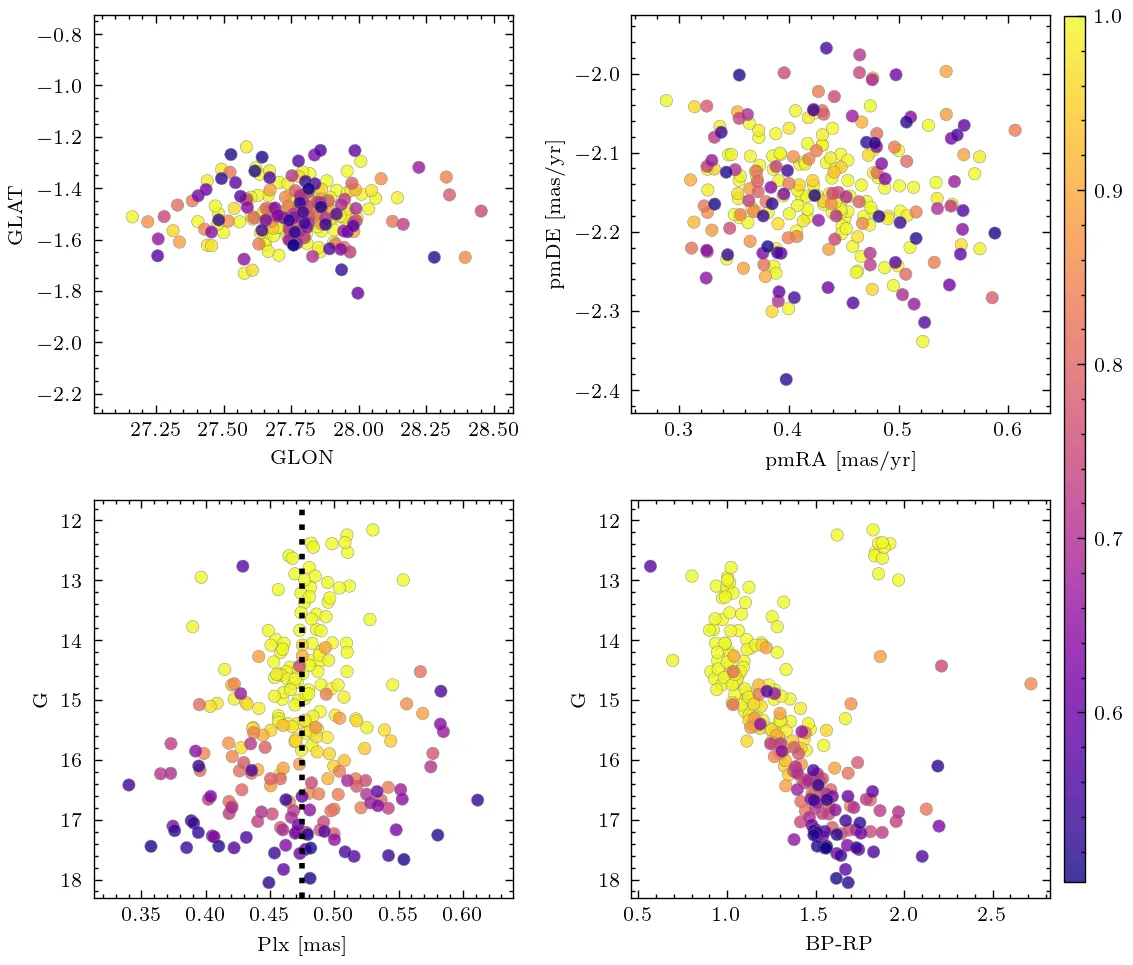 −0.8
−1.0
−1.2
−1.4
−1.6
−1.8
−2.0
−2.2
GLAT
27.25 27.50 27.75 28.00 28.25 28.50
GLON
−2.0
−2.1
−2.2
−2.3
−2.4
pmDE [mas/yr]
0.3 0.4 0.5 0.6
pmRA [mas/yr]
1.0
0.9
0.8
0.7
0.6
12
13
14
15
16
17
18
G
0.35 0.40 0.45 0.50 0.55 0.60
Plx [mas]
12
13
14
15
16
17
18
G
0.5 1.0 1.5 2.0 2.5
BP-RP